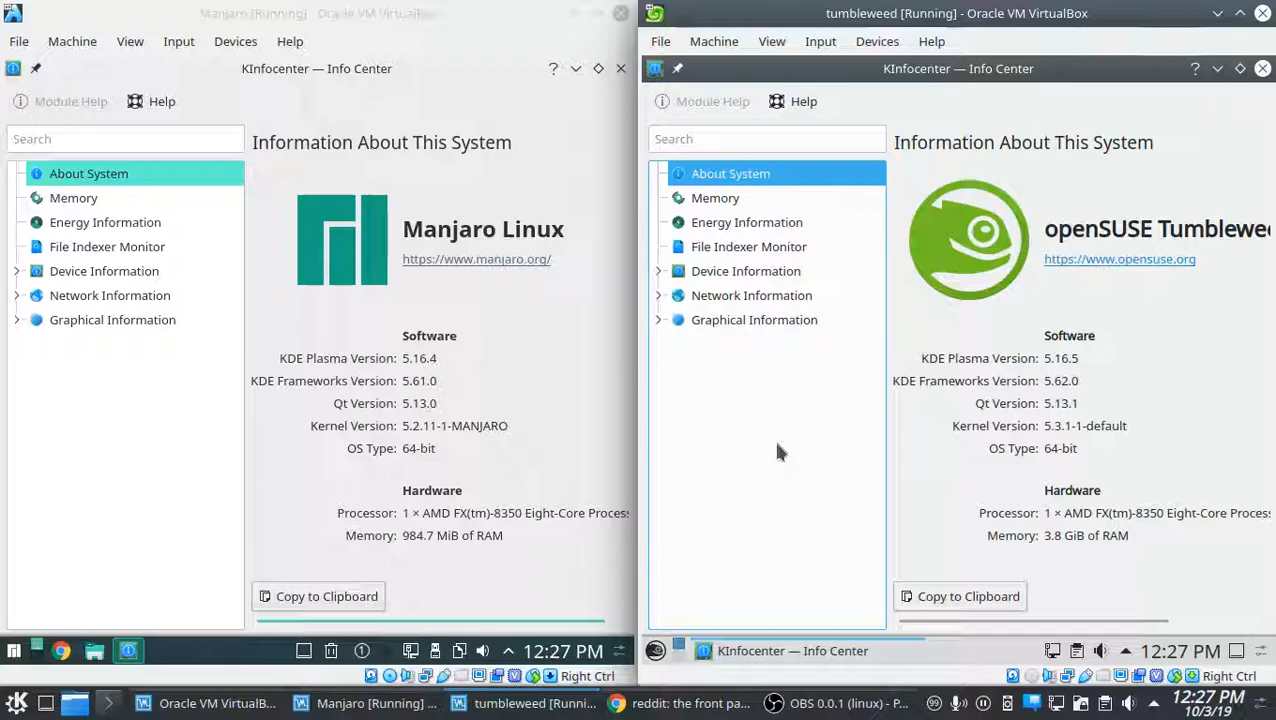 Manjaro [Running] - Oracle VM VirtualBox
File Machine View Input Devices Help
KInfocenter — Info Center
Module Help Help
Search
Information About This System
About System
Memory
Energy Information
File Indexer Monitor
Device Information
Network Information
Graphical Information
Manjaro Linux
https://www.manjaro.org/
Software
KDE Plasma Version: 5.16.4
KDE Frameworks Version: 5.61.0
Qt Version: 5.13.0
Kernel Version: 5.2.11-1-MANJARO
OS Type: 64-bit
Hardware
Processor: 1 × AMD FX(tm)-8350 Eight-Core Process
Memory: 984.7 MiB of RAM
Copy to Clipboard
12:27 PM
Right Ctrl
tumbleweed [Running] - Oracle VM VirtualBox
File Machine View Input Devices Help
KInfocenter — Info Center
Module Help Help
Search
Information About This System
About System
Memory
Energy Information
File Indexer Monitor
Device Information
Network Information
Graphical Information
openSUSE Tumblewee
https://www.opensuse.org
Software
KDE Plasma Version: 5.16.5
KDE Frameworks Version: 5.62.0
Qt Version: 5.13.1
Kernel Version: 5.3.1-1-default
OS Type: 64-bit
Hardware
Processor: 1 × AMD FX(tm)-8350 Eight-Core Process
Memory: 3.8 GiB of RAM
Copy to Clipboard
KInfocenter — Info Center
12:27 PM
Right Ctrl
Oracle VM VirtualB...
Manjaro [Running] ...
tumbleweed [Runni...
reddit: the front pa...
OBS 0.0.1 (linux) - P...
12:27 PM
10/3/19